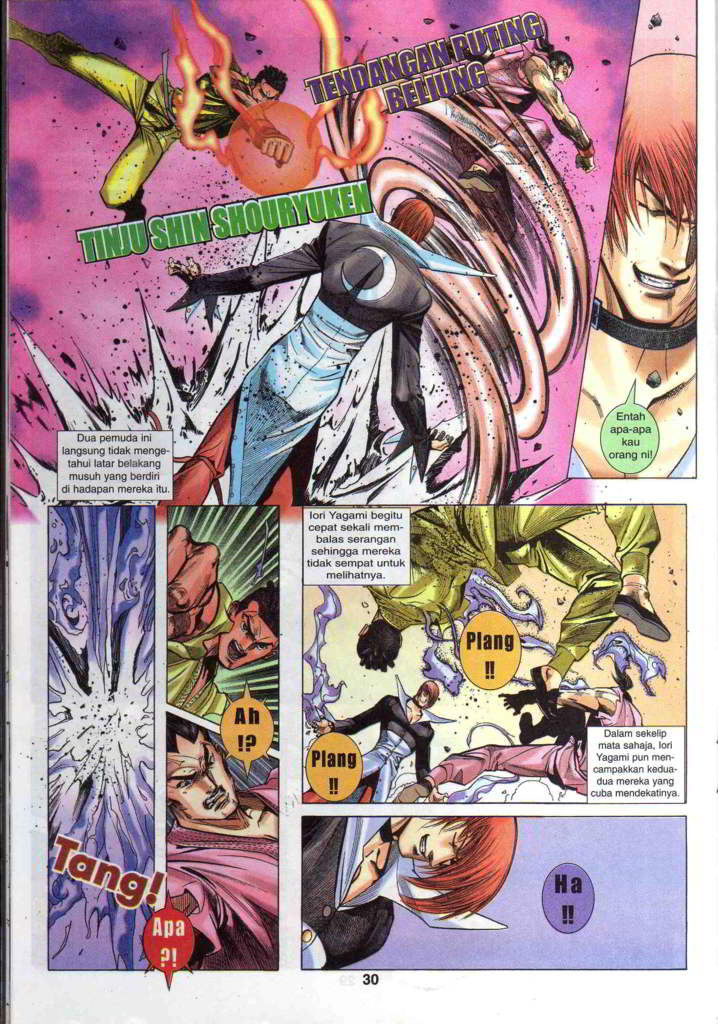 TENDANGAN PUTING
BELIUNG
TINJU SHIN SHOURYUKEN
Entah
apa-apa
kau
orang ni!
Dua pemuda ini
langsung tidak menge-
tahui latar belakang
musuh yang berdiri
di hadapan mereka itu.
Tang!
Ah
!?
Apa
?!
Iori Yagami begitu
cepat sekali mem-
balas serangan
sehingga mereka
tidak sempat untuk
melihatnya.
Plang
!!
Plang
!!
Dalam sekelip
mata sahaja, Iori
Yagami pun men-
campakkan kedua-
dua mereka yang
cuba mendekatinya.
Ha
!!
30